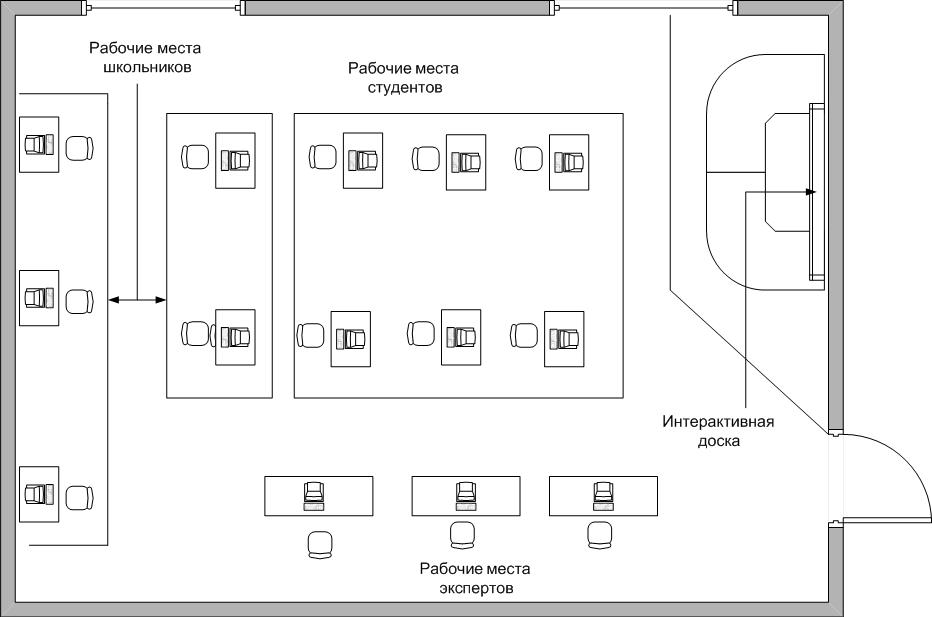 Рабочие места
школьников
Рабочие места
студентов
Интерактивная
доска
Рабочие места
экспертов